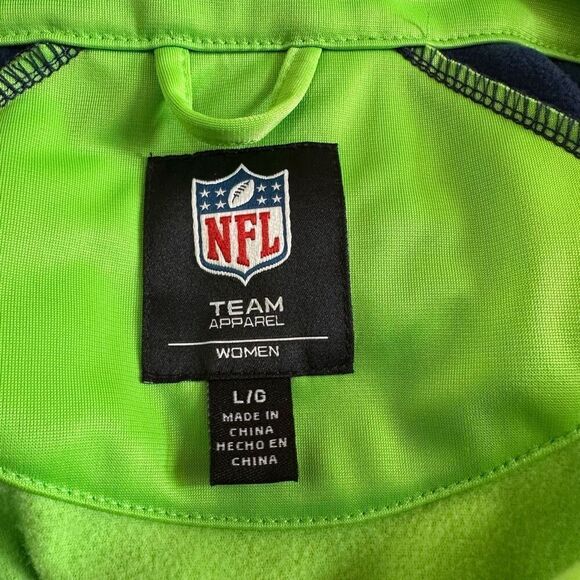 NFL
TEAM
APPAREL
WOMEN
L/G
MADE IN
CHINA
HECHO EN
CHINA